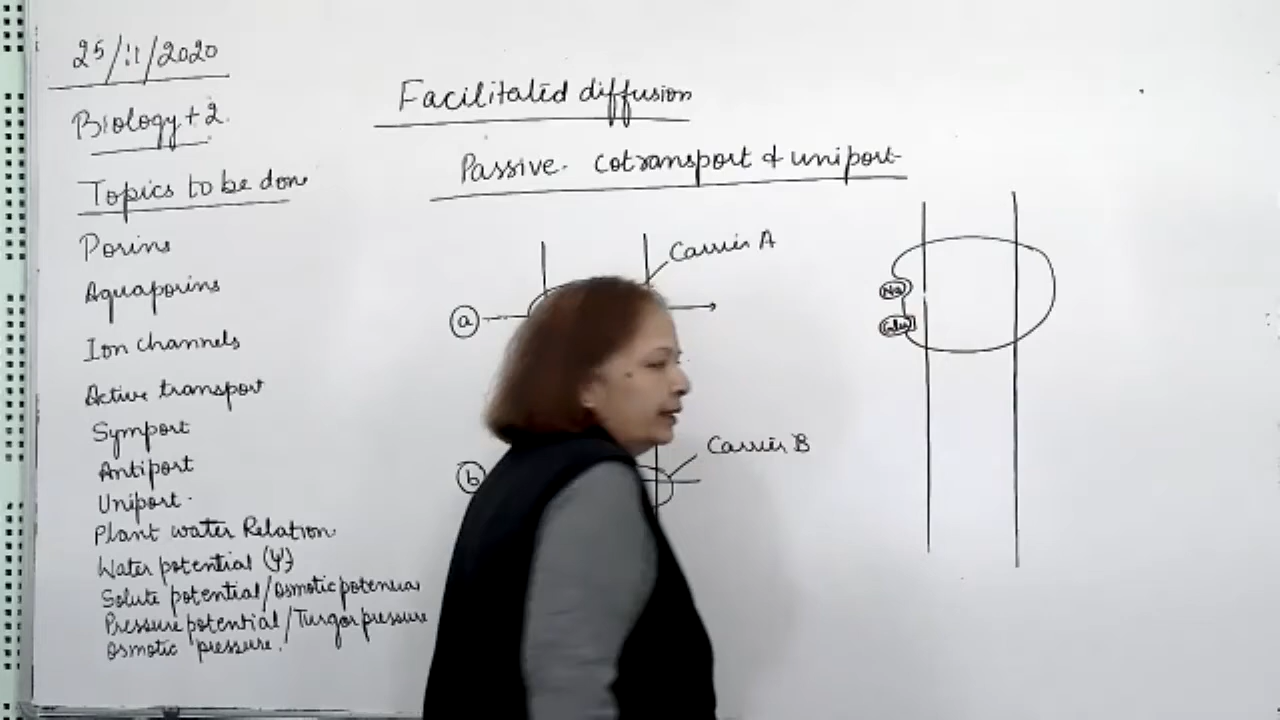 25/11/2020
Biology +2.
Topics to be done
Porins
Aquaporins
Ion channels
Active transport
Symport
Antiport
Uniport.
Plant water Relation.
Water potential (Ψ)
Solute potential/Osmotic potential
Pressure potential/Turgor pressure
Osmotic pressure.
Facilitated diffusion
Passive. Cotransport & uniport
Carrier A
a
Carrier B
b
Na
Glu